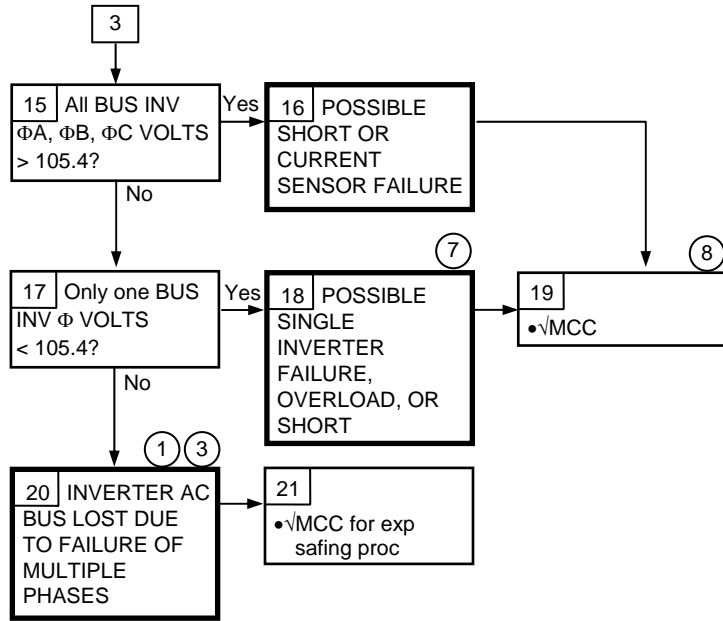 3
15 All BUS INV
ΦA, ΦB, ΦC VOLTS
> 105.4?
Yes
No
16 POSSIBLE
SHORT OR
CURRENT
SENSOR FAILURE
17 Only one BUS
INV Φ VOLTS
< 105.4?
Yes
No
7
18 POSSIBLE
SINGLE
INVERTER
FAILURE,
OVERLOAD, OR
SHORT
8
19
•√MCC
1 3
20 INVERTER AC
BUS LOST DUE
TO FAILURE OF
MULTIPLE
PHASES
21
•√MCC for exp
safing proc